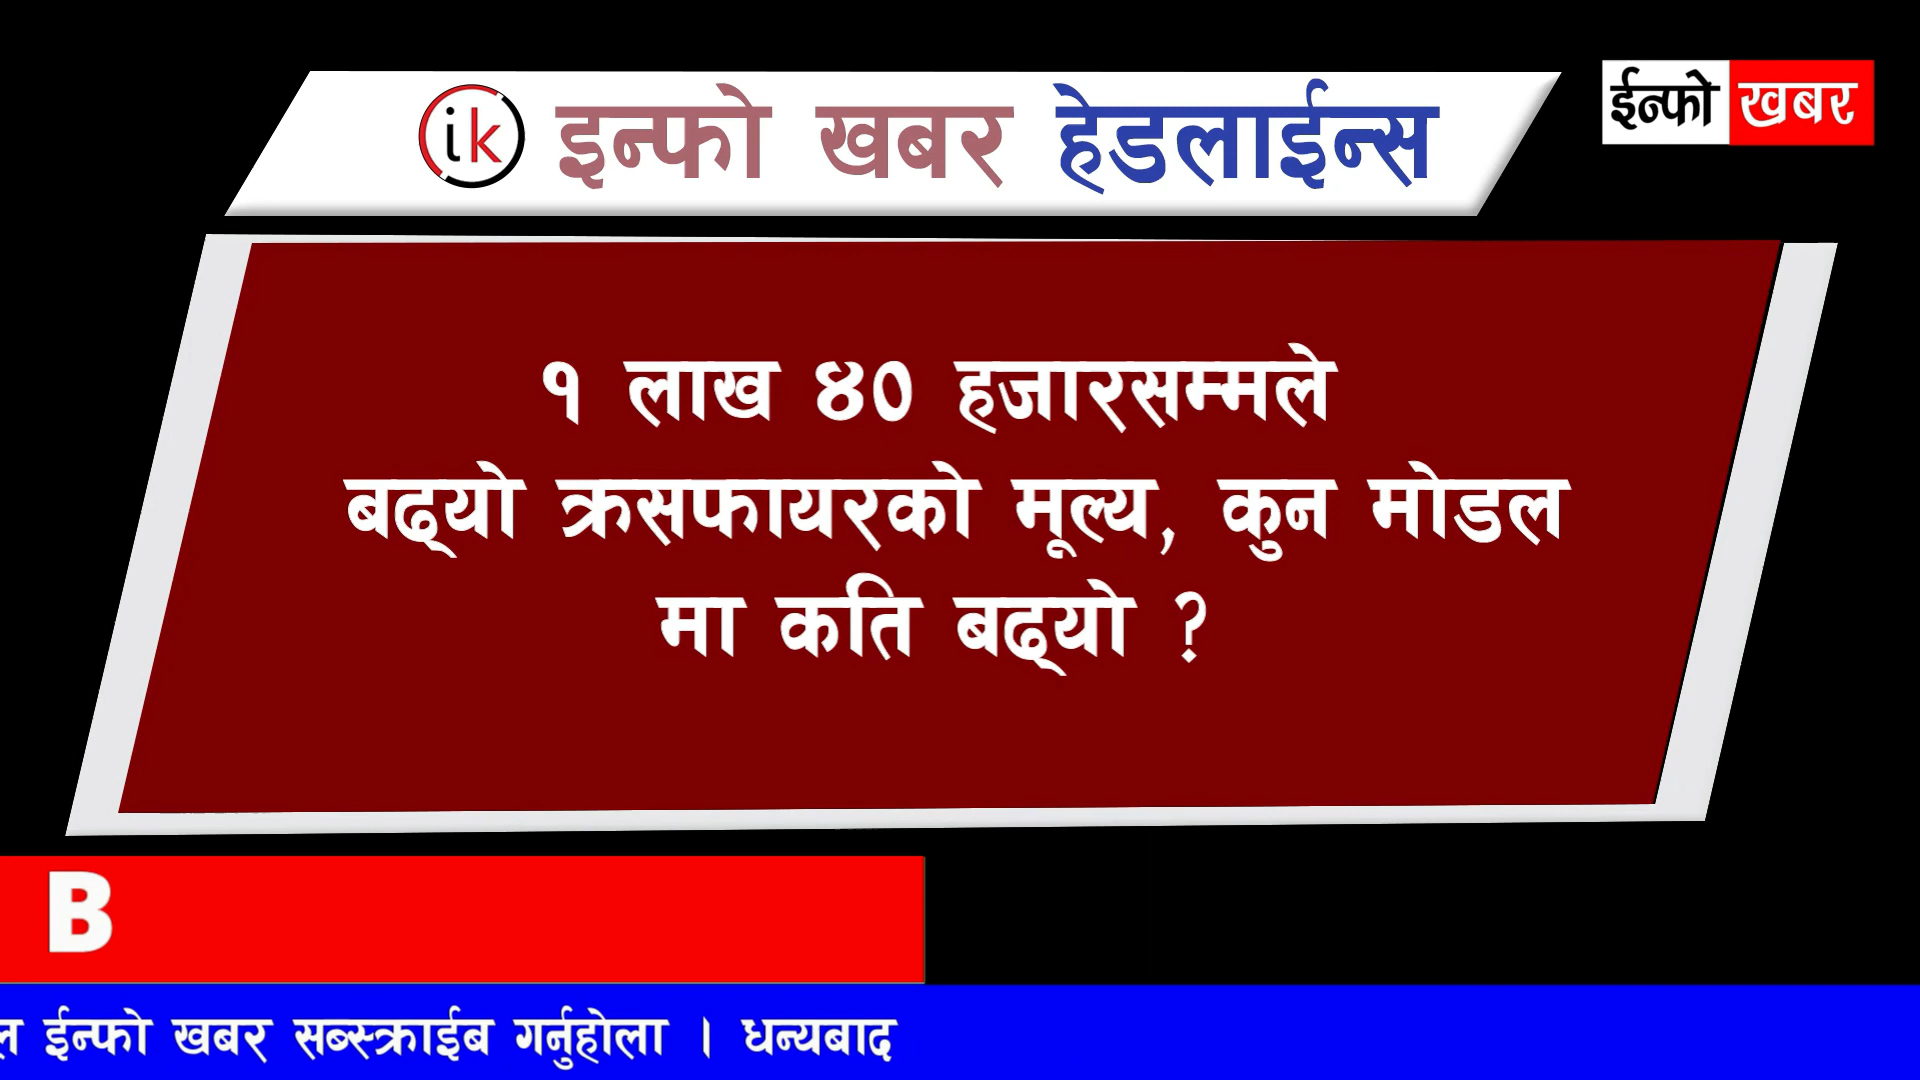 ik इन्फो खबर हेडलाईन्स
ईन्फो खबर
१ लाख ४० हजारसम्मले
बढ्यो क्रसफायरको मूल्य, कुन मोडल
मा कति बढ्यो ?
B
ल ईन्फो खबर सब्स्क्राईब गर्नुहोला । धन्यबाद